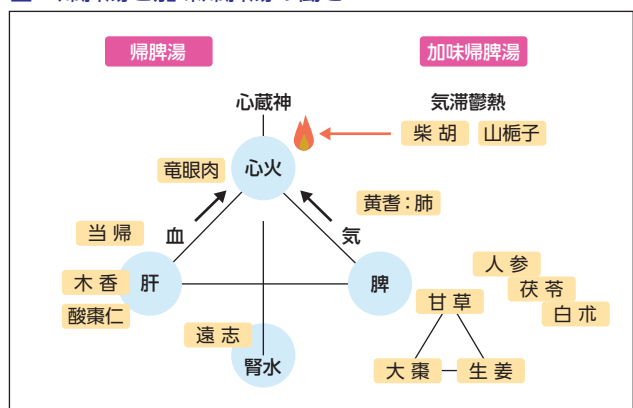 帰脾湯
加味帰脾湯
心蔵神
気滞鬱熱
柴胡
山梔子
竜眼肉
心火
黄耆：肺
当帰
血
気
人参
木香
肝
脾
茯苓
甘草
白朮
酸棗仁
遠志
腎水
大棗
生姜